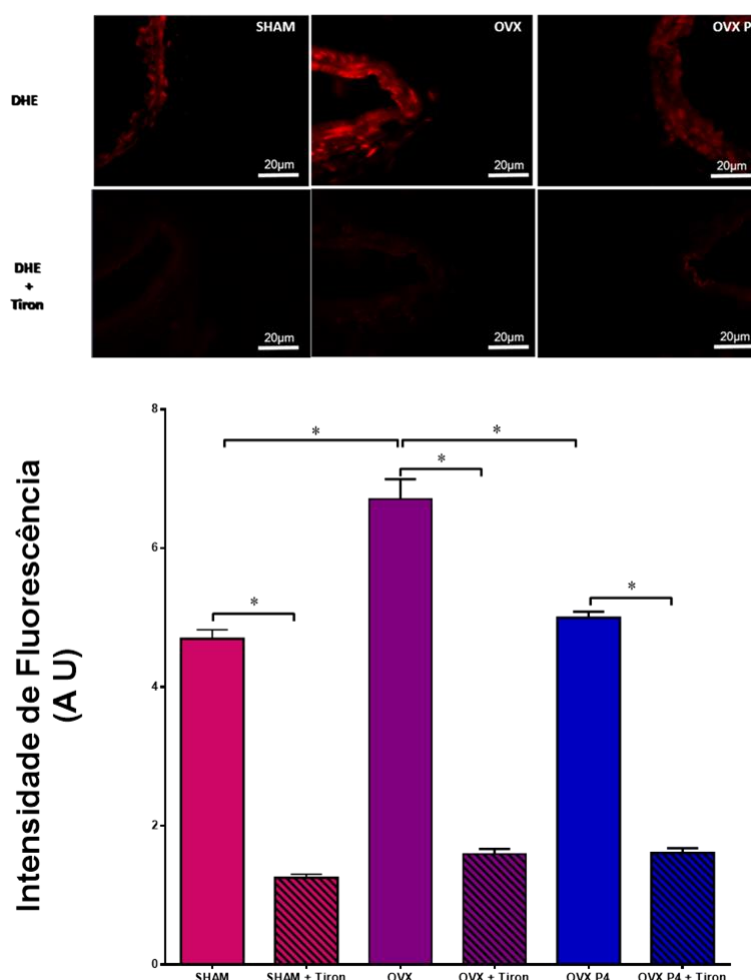 SHAM
OVX
OVX P
DHE
20µm
20µm
20µm
DHE
+
Tiron
20µm
20µm
20µm
Intensidade de Fluorescência
(A U)
8
6
4
2
0
*
*
*
*
*
SHAM
SHAM + Tiron
OVX
OVX + Tiron
OVX P4
OVX P4 + Tiron